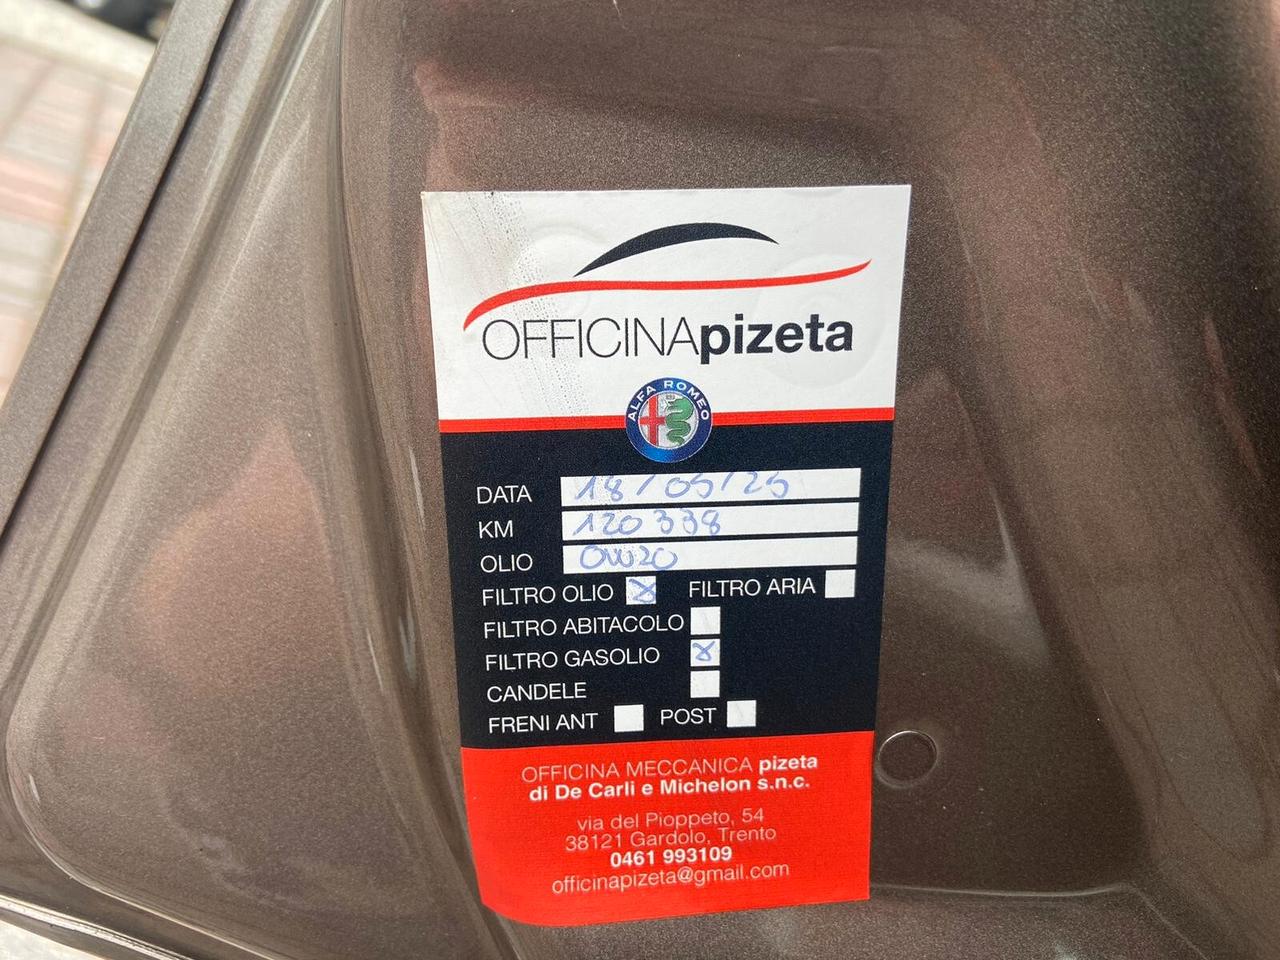 OFFICINApizeta
ALFA ROMEO
DATA 18/05/25
KM 120338
OLIO 0W20
FILTRO OLIO X FILTRO ARIA
FILTRO ABITACOLO
FILTRO GASOLIO X
CANDELE
FRENI ANT POST
OFFICINA MECCANICA pizeta
di De Carli e Michelon s.n.c.
via del Pioppeto, 54
38121 Gardolo, Trento
0461 993109
officinapizeta@gmail.com